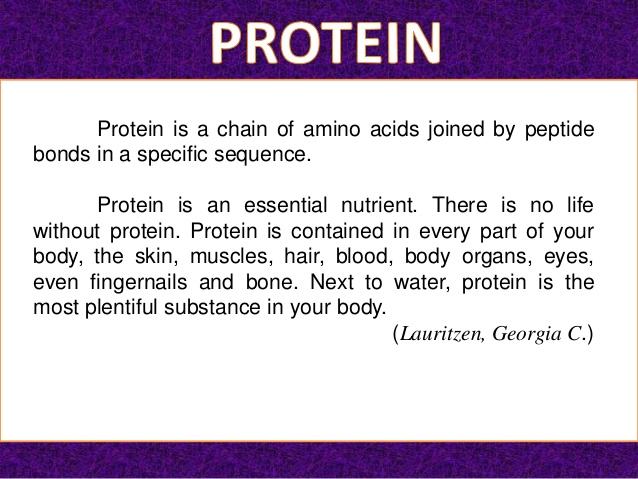 PROTEIN
Protein is a chain of amino acids joined by peptide
bonds in a specific sequence.
Protein is an essential nutrient. There is no life
without protein. Protein is contained in every part of your
body, the skin, muscles, hair, blood, body organs, eyes,
even fingernails and bone. Next to water, protein is the
most plentiful substance in your body.
(Lauritzen, Georgia C.)